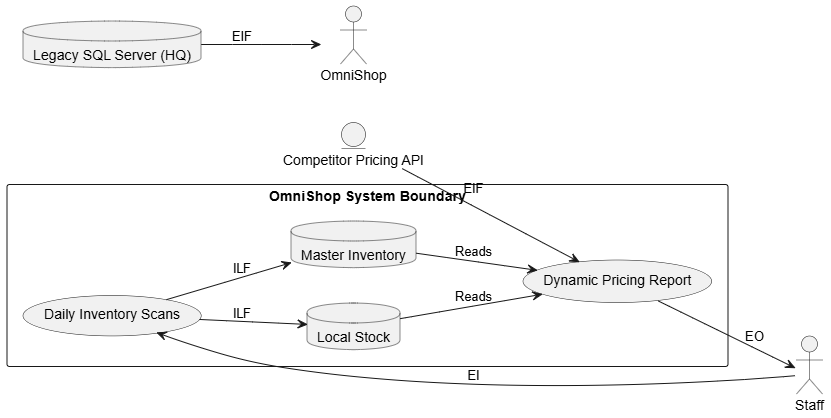 Legacy SQL Server (HQ)
EIF
OmniShop
Competitor Pricing API
EIF
OmniShop System Boundary
Master Inventory
Reads
Dynamic Pricing Report
ILF
Daily Inventory Scans
ILF
Local Stock
Reads
EO
EI
Staff